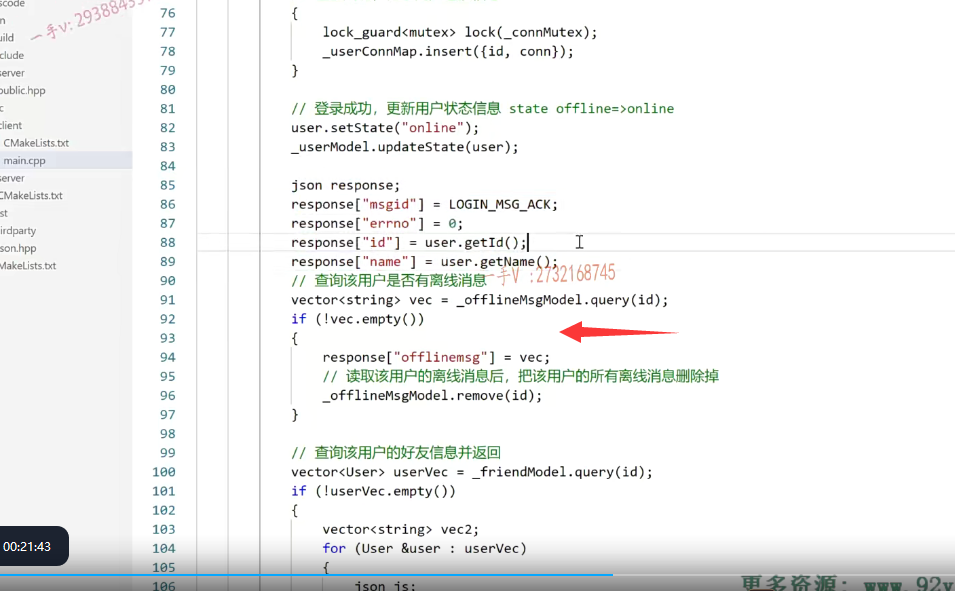 scode
n
uild
clude
server
public.hpp
c
client
CMakeLists.txt
main.cpp
server
CMakeLists.txt
st
irdparty
son.hpp
MakeLists.txt
一手v:
76 {
77 lock_guard<mutex> lock(_connMutex);
78 _userConnMap.insert({id, conn});
79 }
80
81 // 登录成功，更新用户状态信息 state offline=>online
82 user.setState("online");
83 _userModel.updateState(user);
84
85 json response;
86 response["msgid"] = LOGIN_MSG_ACK;
87 response["errno"] = 0;
88 response["id"] = user.getId();
89 response["name"] = user.getName();
90 // 查询该用户是否有离线消息
一手V :2732168745
91 vector<string> vec = _offlineMsgModel.query(id);
92 if (!vec.empty())
93 {
94 response["offlinemsg"] = vec;
95 // 读取该用户的离线消息后，把该用户的所有离线消息删除掉
96 _offlineMsgModel.remove(id);
97 }
98
99 // 查询该用户的好友信息并返回
100 vector<User> userVec = _friendModel.query(id);
101 if (!userVec.empty())
102 {
103 vector<string> vec2;
104 for (User &user : userVec)
105 {
106 json js;
00:21:43
更多资源: www.92y